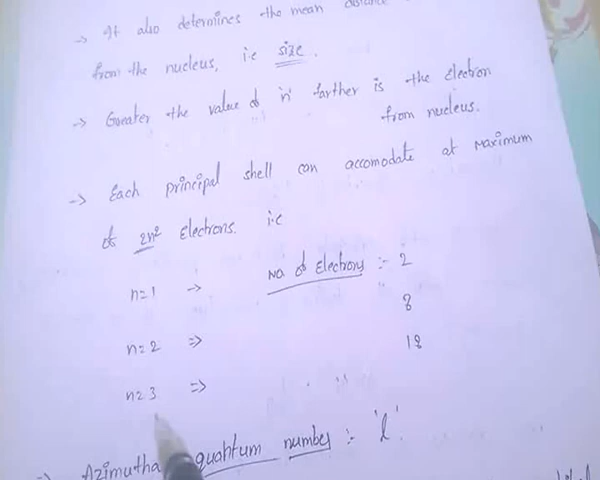 → It also determines the mean distance
from the nucleus, i.e size.
→ Greater the value of 'n' farther is the electron
from nucleus.
→ Each principal shell can accomodate at maximum
of 2n² electrons. i.e
n=1 → No of Electrons :- 2
n=2 ⇒ 8
n=3 ⇒ 18
→ Azimutha quantum number :- 'l'.